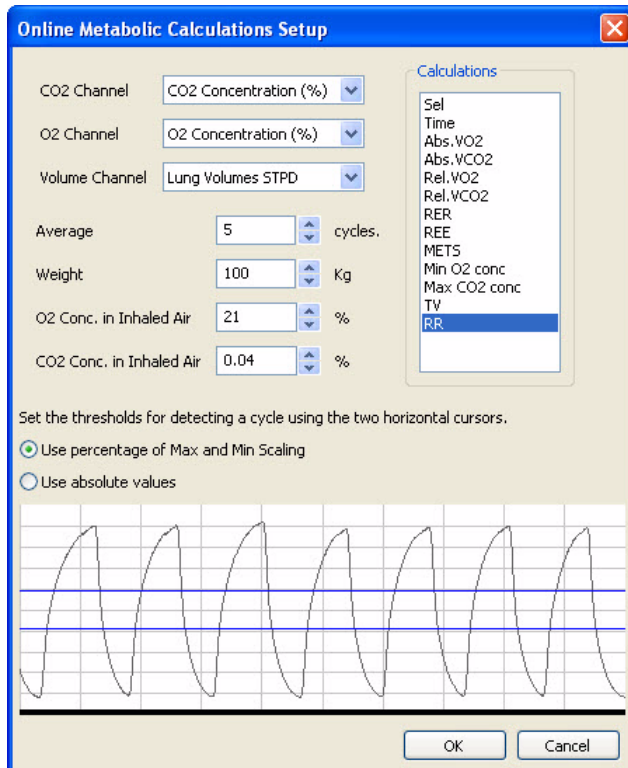 Online Metabolic Calculations Setup
CO2 Channel
CO2 Concentration (%)
O2 Channel
O2 Concentration (%)
Volume Channel
Lung Volumes STPD
Average
5
cycles.
Weight
100
Kg
O2 Conc. in Inhaled Air
21
%
CO2 Conc. in Inhaled Air
0.04
%
Calculations
Sel
Time
Abs.VO2
Abs.VCO2
Rel.VO2
Rel.VCO2
RER
REE
METS
Min O2 conc
Max CO2 conc
TV
RR
Set the thresholds for detecting a cycle using the two horizontal cursors.
Use percentage of Max and Min Scaling
Use absolute values
OK
Cancel